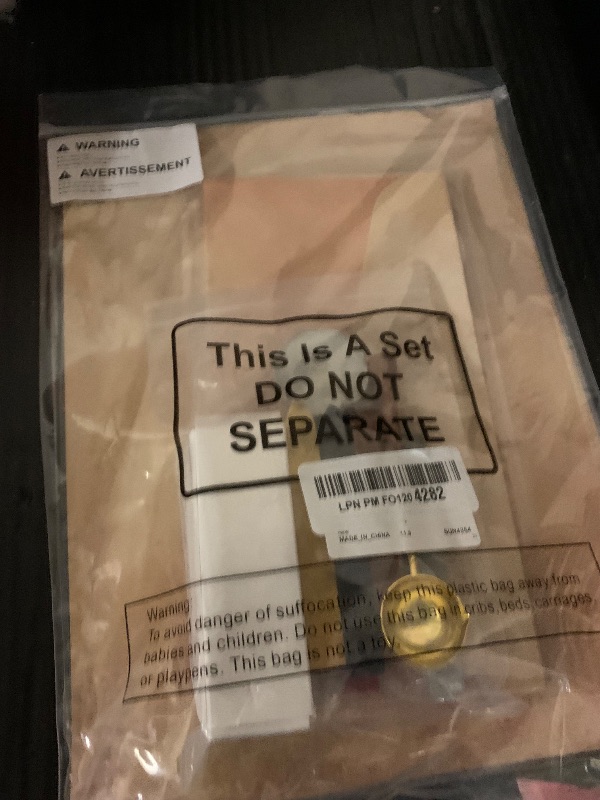 ⚠ WARNING
⚠ AVERTISSEMENT
This Is A Set
DO NOT
SEPARATE
LPN PM FO120 4282
MADE IN CHINA
Warning:
To avoid danger of suffocation, keep this plastic bag away from
babies and children. Do not use this bag in cribs, beds, carriages,
or playpens. This bag is not a toy.